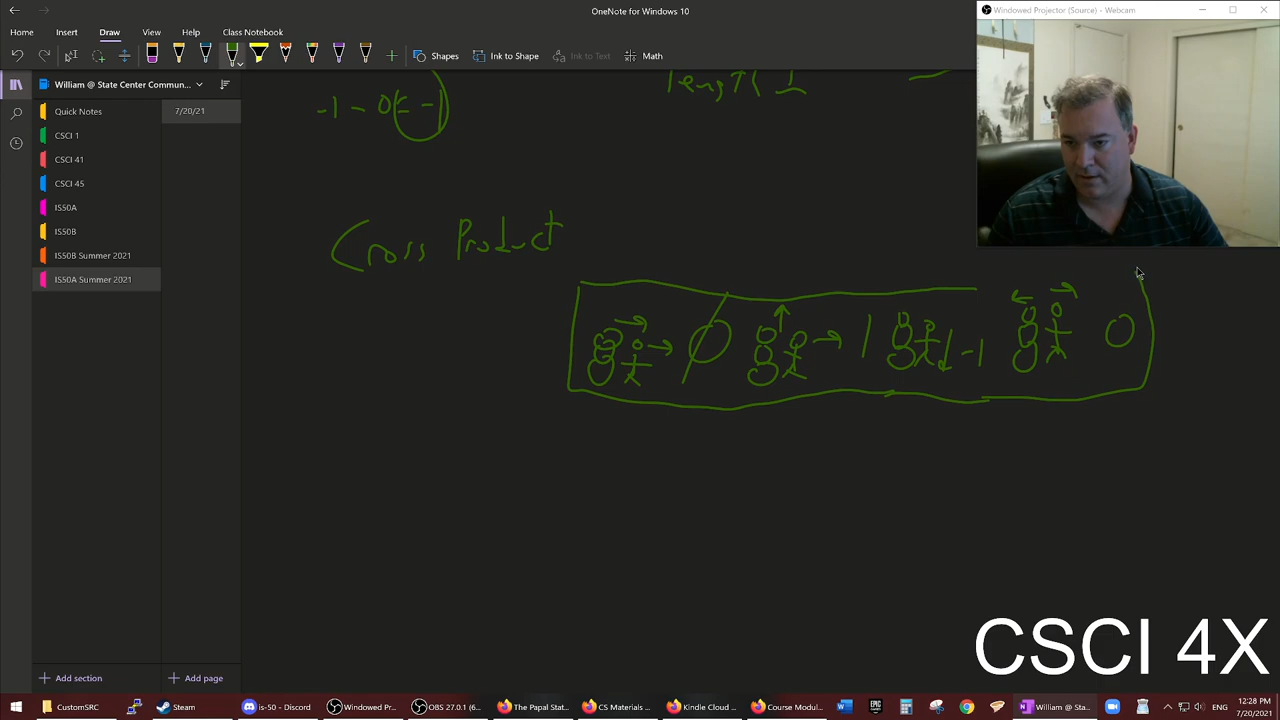 OneNote for Windows 10
Windowed Projector (Source) - Webcam
Home Insert Draw View Help Class Notebook
Shapes Ink to Shape Ink to Text Math
William @ State Center Commun...
Quick Notes
7/20/21
CSCI 1
CSCI 41
CSCI 45
IS50A
IS50B
IS50B Summer 2021
IS50A Summer 2021
-1 - 0 = -1
length 1
Cross Product
0 1 -1 0
CSCI 4X
Add section Add page
CustomSRC Steam is-50 - Discord Windowed Pr... OBS 27.0.1 (6... The Papal Stat... CS Materials ... Kindle Cloud ... Course Modul... William @ Sta... ENG 12:28 PM
7/20/2021